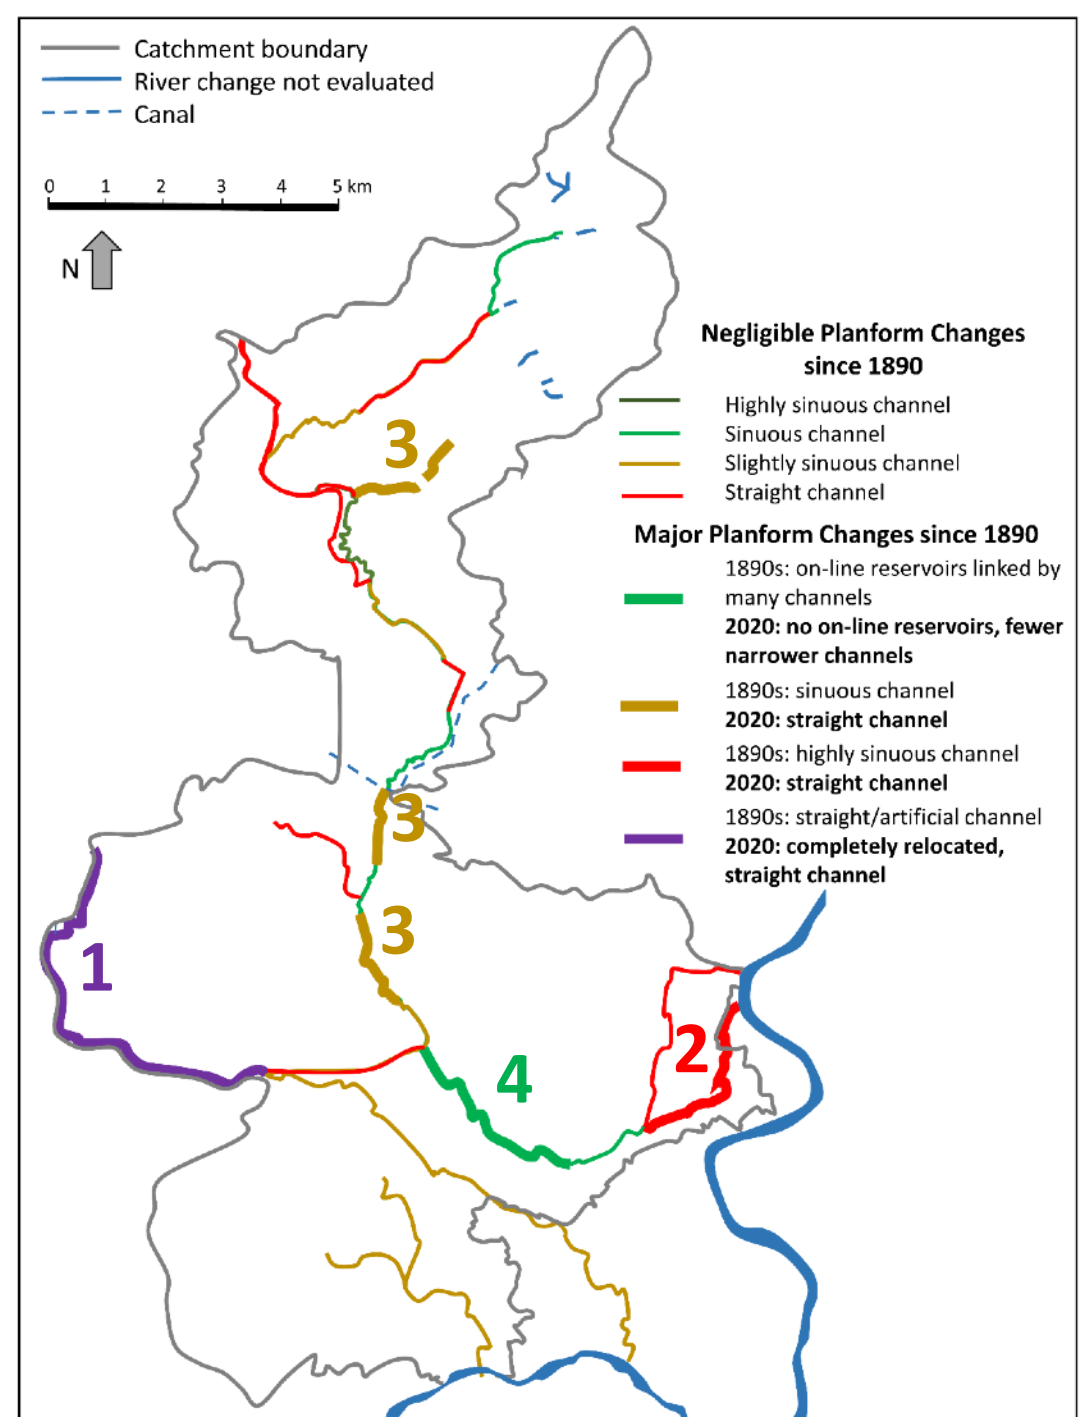 Catchment boundary
River change not evaluated
Canal
0 1 2 3 4 5 km
N
Negligible Planform Changes
since 1890
Highly sinuous channel
Sinuous channel
Slightly sinuous channel
Straight channel
Major Planform Changes since 1890
1890s: on-line reservoirs linked by
many channels
2020: no on-line reservoirs, fewer
narrower channels
1890s: sinuous channel
2020: straight channel
1890s: highly sinuous channel
2020: straight channel
1890s: straight/artificial channel
2020: completely relocated,
straight channel
3
3
3
1
2
4